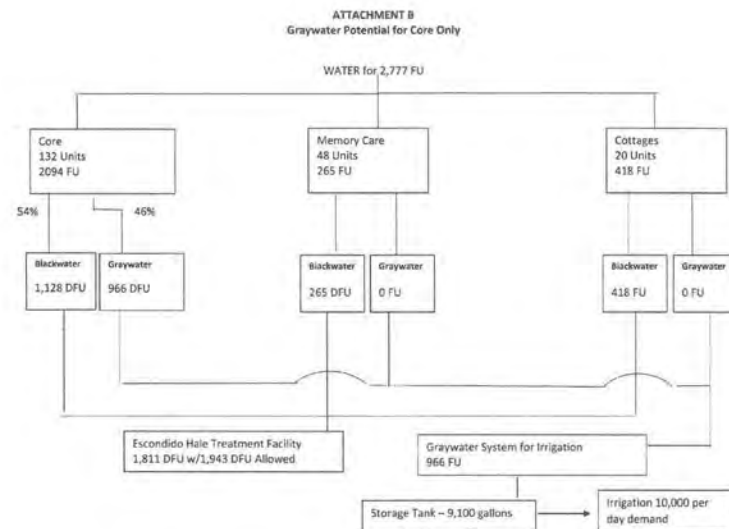 ATTACHMENT B
Graywater Potential for Core Only
WATER for 2,777 FU
Core
132 Units
2094 FU
Memory Care
48 Units
265 FU
Cottages
20 Units
418 FU
54%
46%
Blackwater
1,128 DFU
Graywater
966 DFU
Blackwater
265 DFU
Graywater
0 FU
Blackwater
418 FU
Graywater
0 FU
Escondido Hale Treatment Facility
1,811 DFU w/1,943 DFU Allowed
Graywater System for Irrigation
966 FU
Storage Tank – 9,100 gallons
Irrigation 10,000 per
day demand